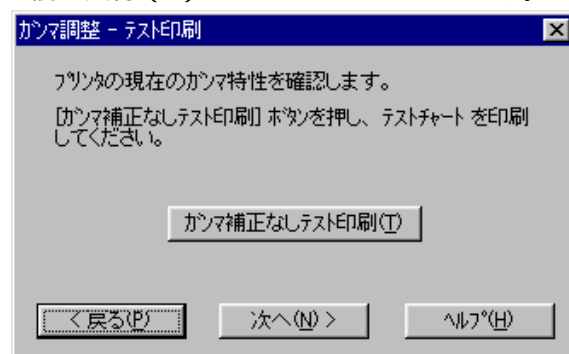 ガンマ調整 - テスト印刷
プリンタの現在のガンマ特性を確認します。
[ガンマ補正なしテスト印刷] ボタンを押し、テストチャート を印刷
してください。
ガンマ補正なしテスト印刷(T)
< 戻る(P)
次へ(N) >
ヘルプ(H)